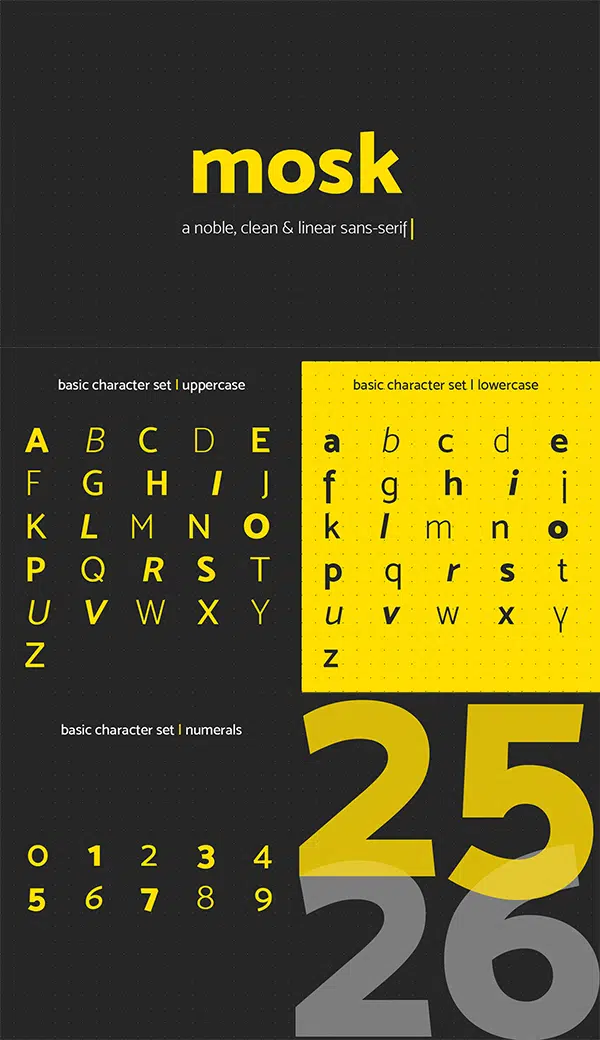 mosk
a noble, clean & linear sans-serif|
basic character set | uppercase
A B C D E
F G H I J
K L M N O
P Q R S T
U V W X Y
Z
basic character set | lowercase
a b c d e
f g h i j
k l m n o
p q r s t
u v w x y
z
basic character set | numerals
0 1 2 3 4
5 6 7 8 9
25
26